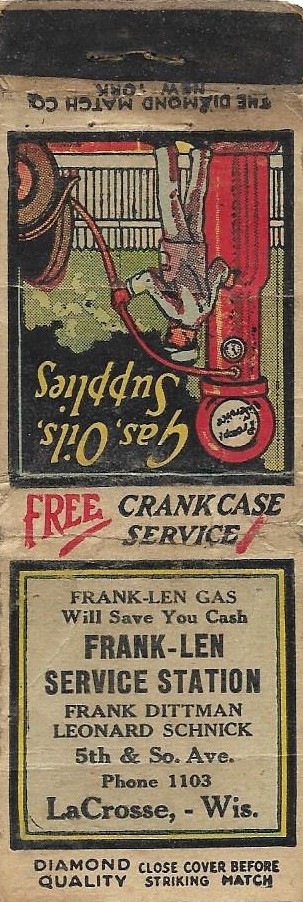 THE DIAMOND MATCH CO.
NEW YORK
Gas, Oils,
Supplies
Prompt
Service
FREE CRANK CASE
SERVICE
FRANK-LEN GAS
Will Save You Cash
FRANK-LEN
SERVICE STATION
FRANK DITTMAN
LEONARD SCHNICK
5th & So. Ave.
Phone 1103
LaCrosse, - Wis.
DIAMOND QUALITY
CLOSE COVER BEFORE STRIKING MATCH